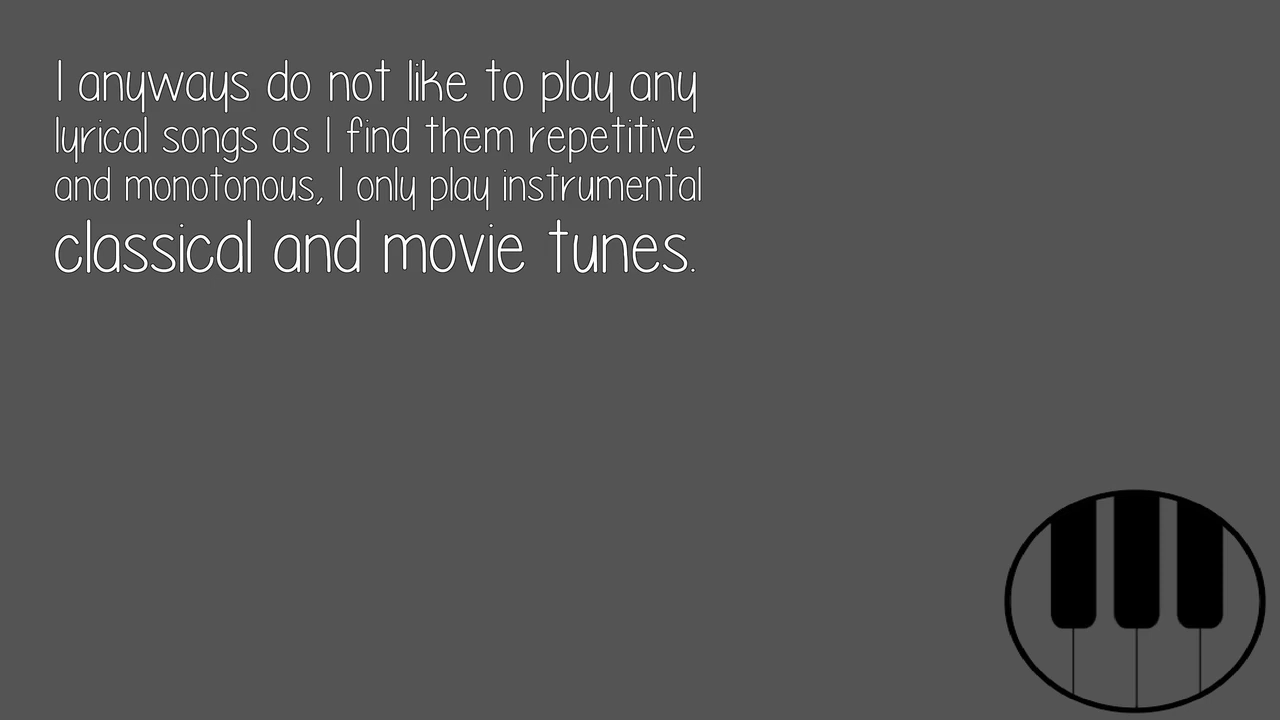 I anyways do not like to play any
lyrical songs as I find them repetitive
and monotonous, I only play instrumental
classical and movie tunes.